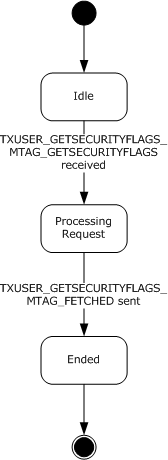 Idle
TXUSER_GETSECURITYFLAGS_
MTAG_GETSECURITYFLAGS
received
Processing
Request
TXUSER_GETSECURITYFLAGS_
MTAG_FETCHED sent
Ended